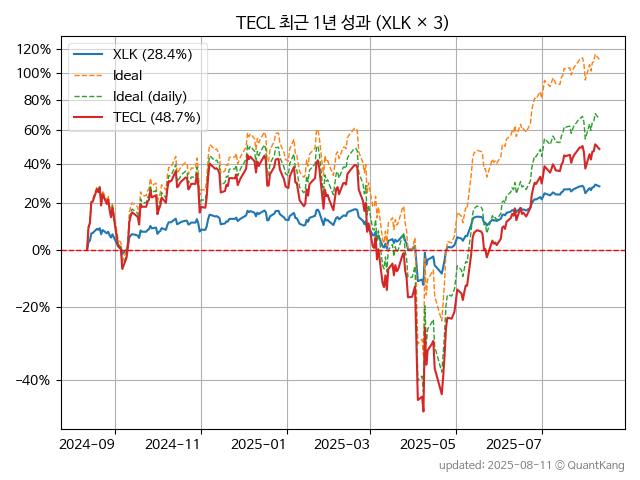 TECL 최근 1년 성과 (XLK × 3)
120%
100%
80%
60%
40%
20%
0%
−20%
−40%
XLK (28.4%)
Ideal
Ideal (daily)
TECL (48.7%)
2024−09
2024−11
2025−01
2025−03
2025−05
2025−07
updated: 2025-08-11 © QuantKang